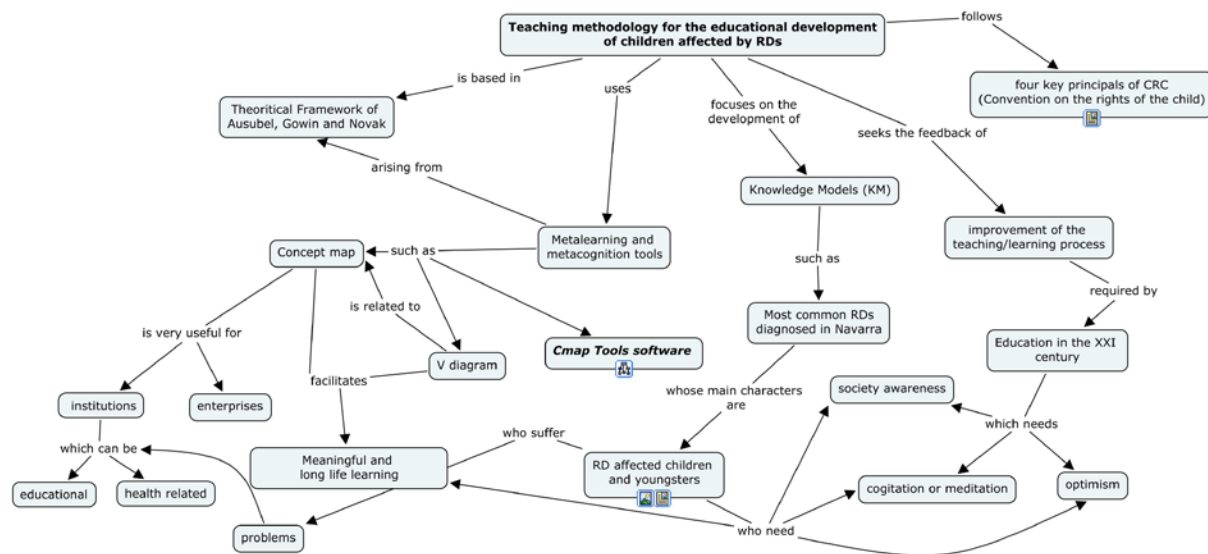 Teaching methodology for the educational development
of children affected by RDs
follows
is based in
uses
four key principals of CRC
(Convention on the rights of the child)
Theoritical Framework of
Ausubel, Gowin and Novak
focuses on the
development of
seeks the feedback of
arising from
Knowledge Models (KM)
Metalearning and
metacognition tools
improvement of the
teaching/learning process
Concept map
such as
such as
required by
is related to
Most common RDs
diagnosed in Navarra
is very useful for
Education in the XXI
century
Cmap Tools software
V diagram
facilitates
whose main characters
are
society awareness
institutions
enterprises
which needs
which can be
who suffer
Meaningful and
long life learning
RD affected children
and youngsters
educational
health related
cogitation or meditation
optimism
problems
who need